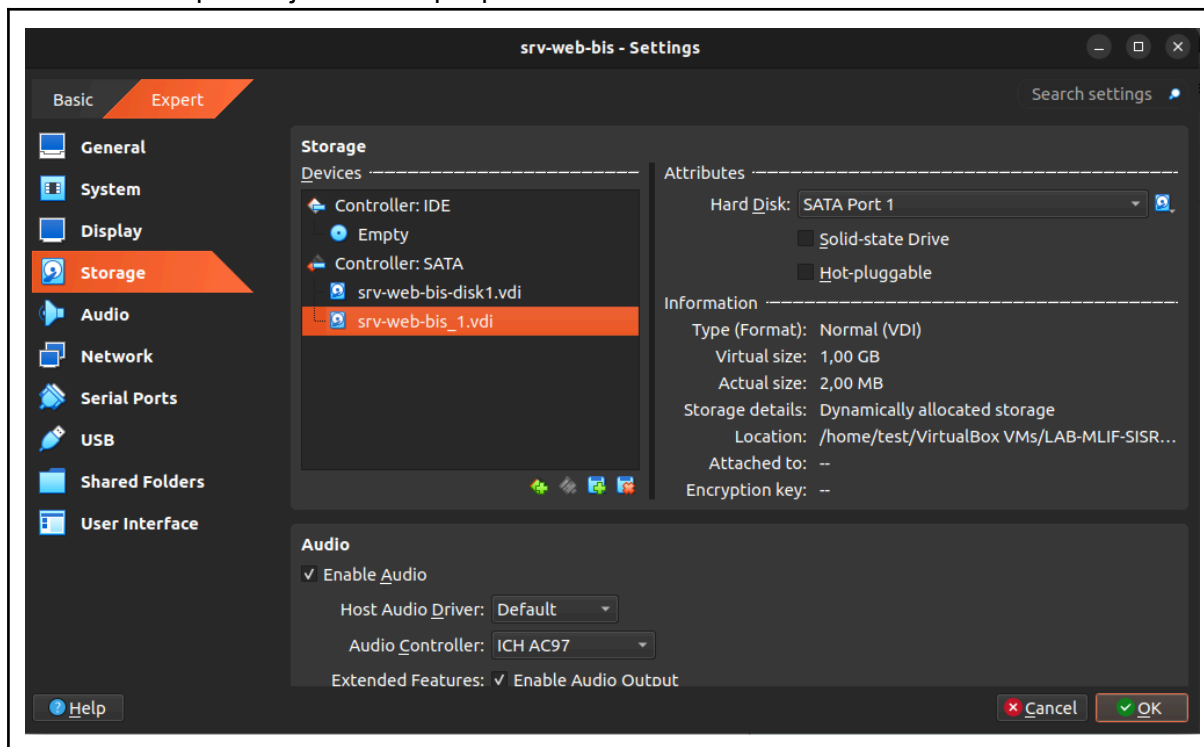 srv-web-bis - Settings
Basic
Expert
Search settings
General
System
Display
Storage
Audio
Network
Serial Ports
USB
Shared Folders
User Interface
Storage
Devices
Controller: IDE
Empty
Controller: SATA
srv-web-bis-disk1.vdi
srv-web-bis_1.vdi
Attributes
Hard Disk: SATA Port 1
Solid-state Drive
Hot-pluggable
Information
Type (Format): Normal (VDI)
Virtual size: 1,00 GB
Actual size: 2,00 MB
Storage details: Dynamically allocated storage
Location: /home/test/VirtualBox VMs/LAB-MLIF-SISR...
Attached to: --
Encryption key: --
Audio
Enable Audio
Host Audio Driver: Default
Audio Controller: ICH AC97
Extended Features: Enable Audio Output
Help
Cancel
OK